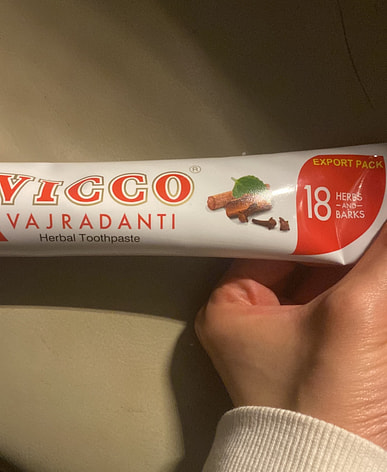 VICCO®
VAJRADANTI
Herbal Toothpaste
EXPORT PACK
18 HERBS
AND
BARKS